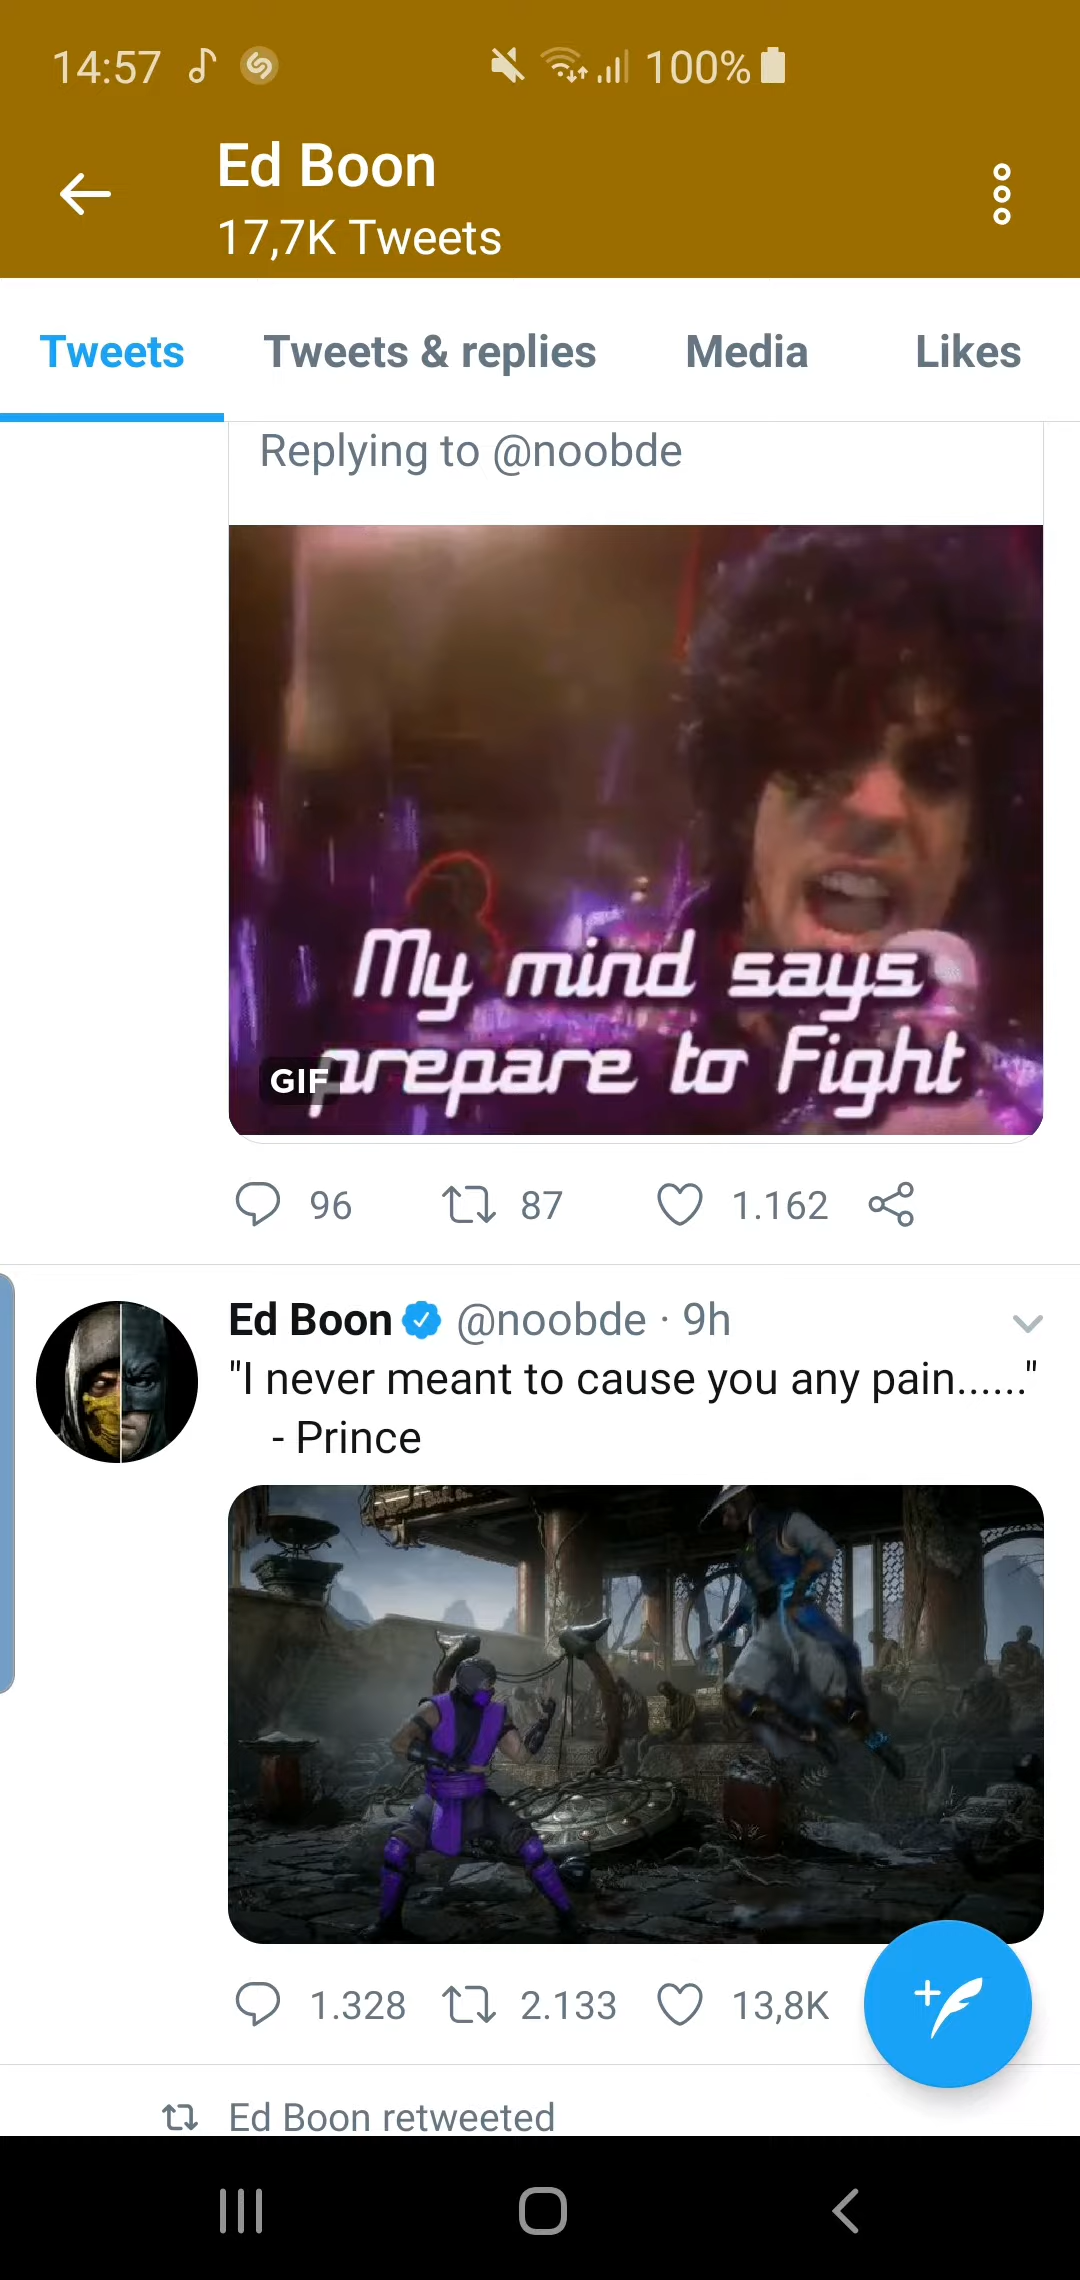 14:57 100%
Ed Boon
17,7K Tweets
Tweets Tweets & replies Media Likes
Replying to @noobde
My mind says
prepare to Fight
GIF
96 87 1.162
Ed Boon @noobde · 9h
"I never meant to cause you any pain......"
- Prince
1.328 2.133 13,8K
Ed Boon retweeted